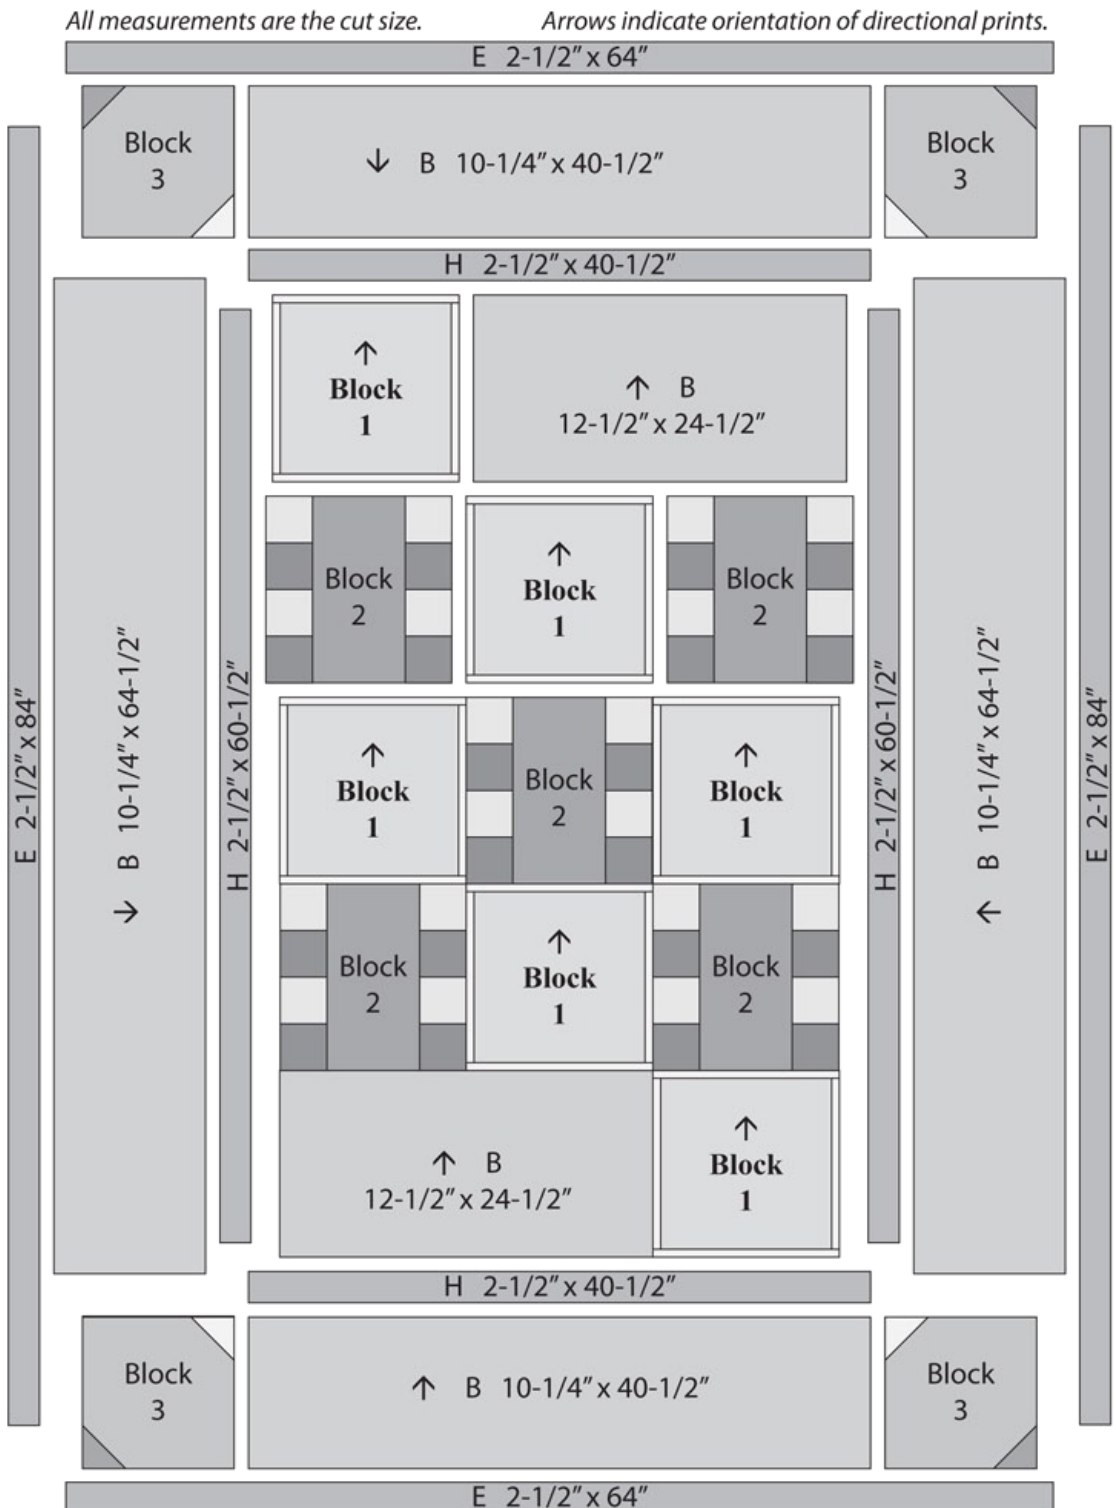 All measurements are the cut size.
Arrows indicate orientation of directional prints.
E 2-1/2” x 64”
Block
3
↓ B 10-1/4” x 40-1/2”
Block
3
H 2-1/2” x 40-1/2”
E 2-1/2” x 84”
↓ B 10-1/4” x 64-1/2”
H 2-1/2” x 60-1/2”
↑
Block
1
↑ B
12-1/2” x 24-1/2”
Block
2
↑
Block
1
Block
2
↑
Block
1
Block
2
↑
Block
1
Block
2
↑
Block
1
Block
2
↑ B
12-1/2” x 24-1/2”
↑
Block
1
H 2-1/2” x 60-1/2”
↑ B 10-1/4” x 64-1/2”
E 2-1/2” x 84”
H 2-1/2” x 40-1/2”
Block
3
↑ B 10-1/4” x 40-1/2”
Block
3
E 2-1/2” x 64”